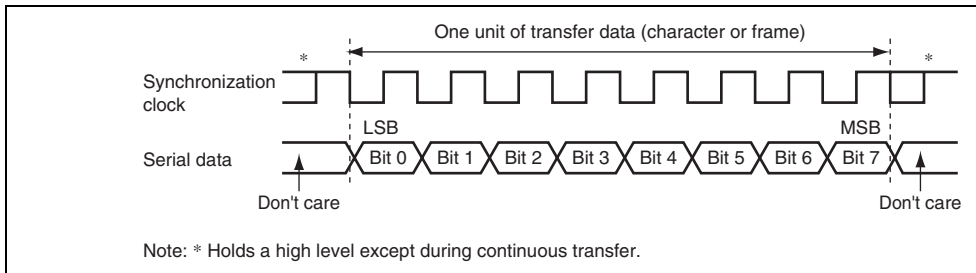 One unit of transfer data (character or frame)
* *
Synchronization
clock
LSB MSB
Serial data Bit 0 Bit 1 Bit 2 Bit 3 Bit 4 Bit 5 Bit 6 Bit 7
Don't care Don't care
Note: * Holds a high level except during continuous transfer.